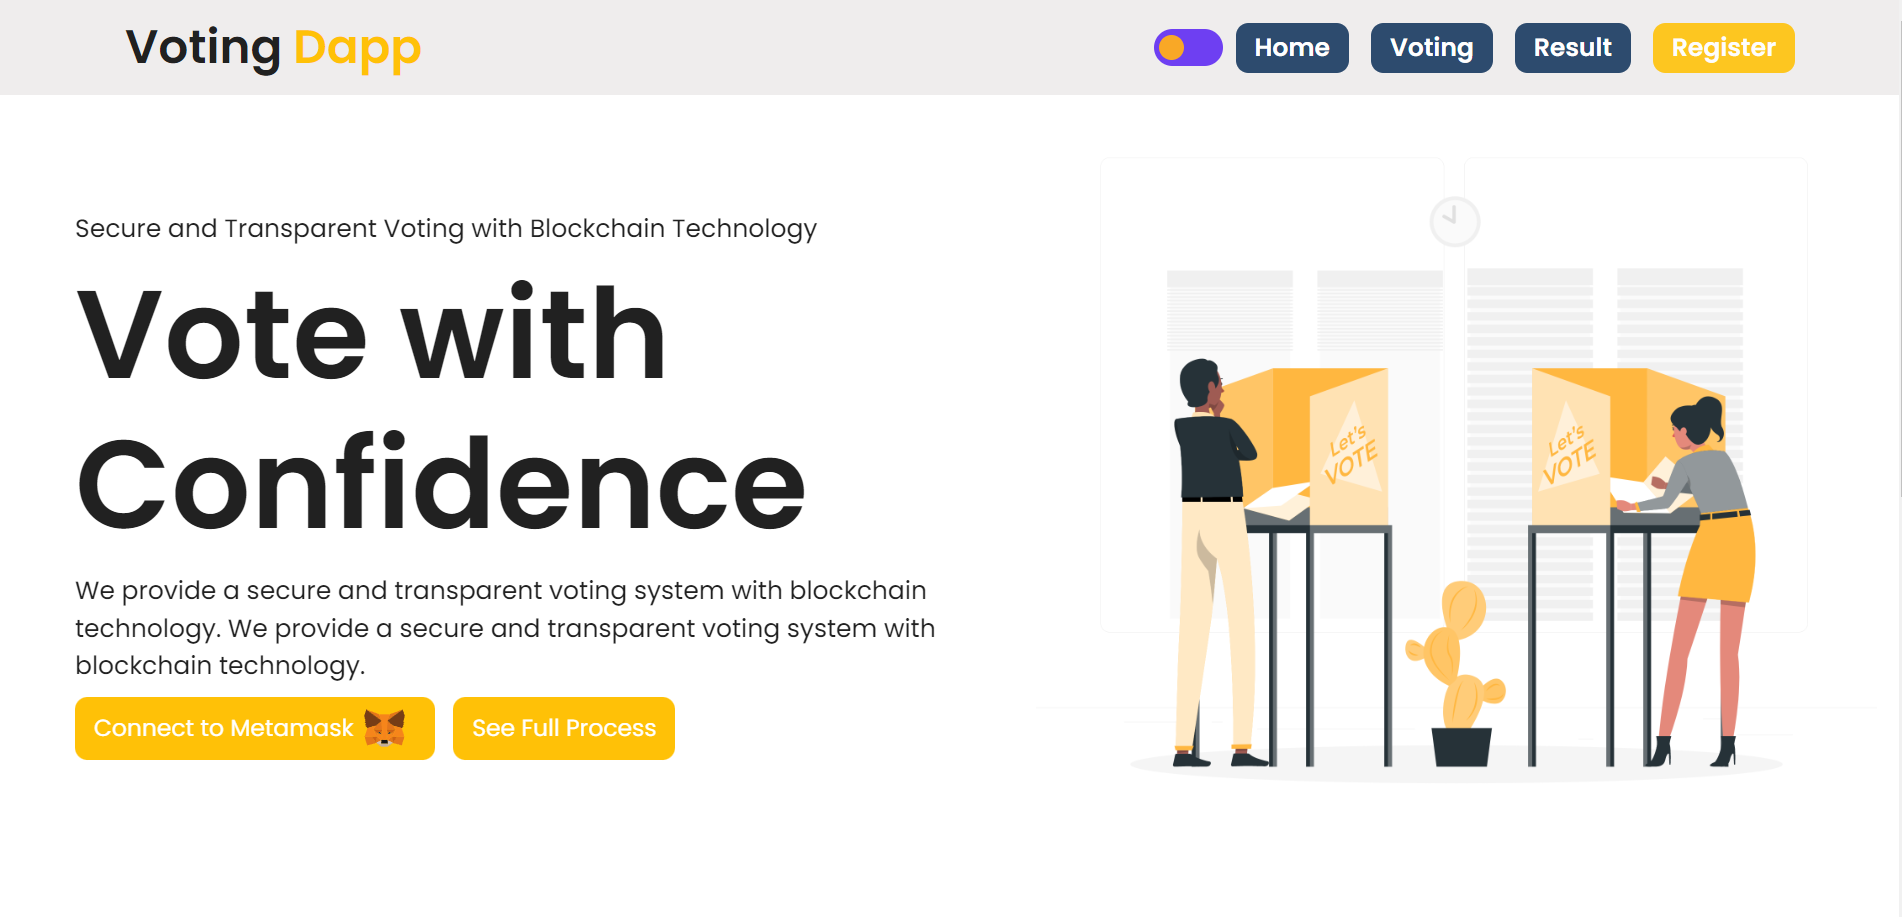 Voting Dapp
Home
Voting
Result
Register
Secure and Transparent Voting with Blockchain Technology
Vote with
Confidence
We provide a secure and transparent voting system with blockchain
technology. We provide a secure and transparent voting system with
blockchain technology.
Connect to Metamask
See Full Process
Let's
VOTE
Let's
VOTE